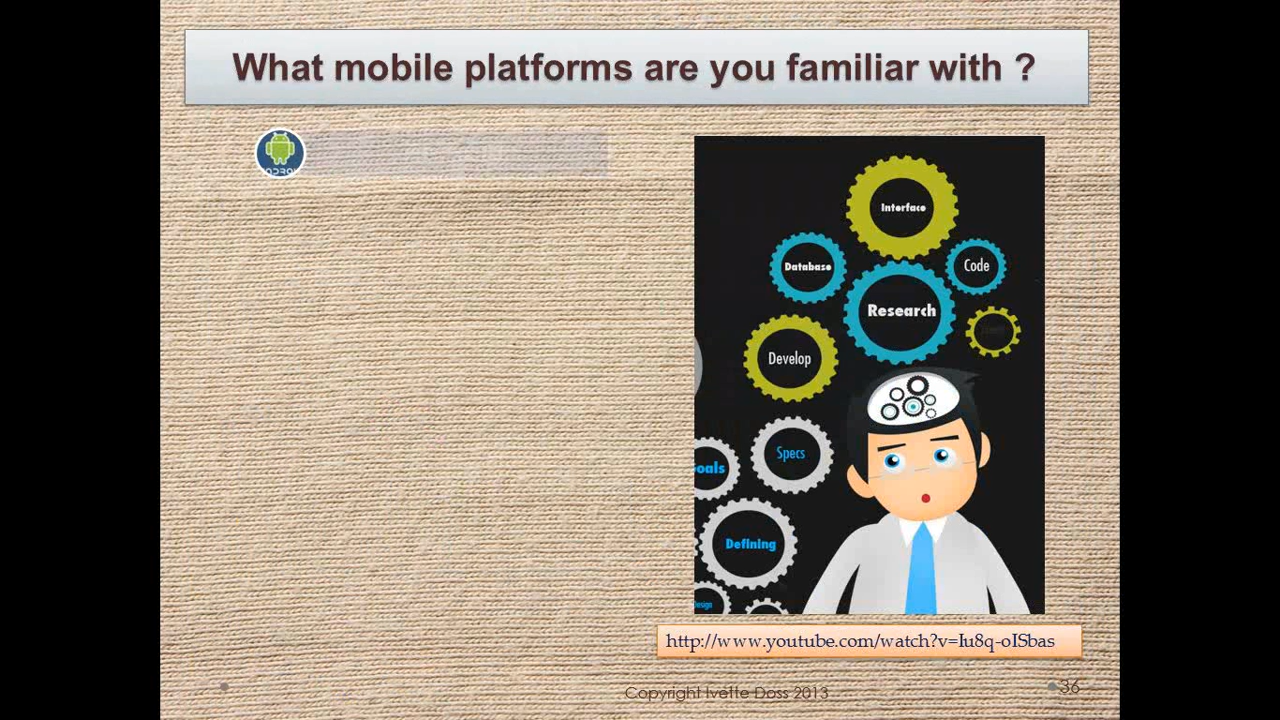 What mobile platforms are you familiar with ?
Interface
Database
Code
Research
Develop
Specs
oals
Defining
Design
http://www.youtube.com/watch?v=Iu8q-oISbas
Copyright Ivette Doss 2013
36